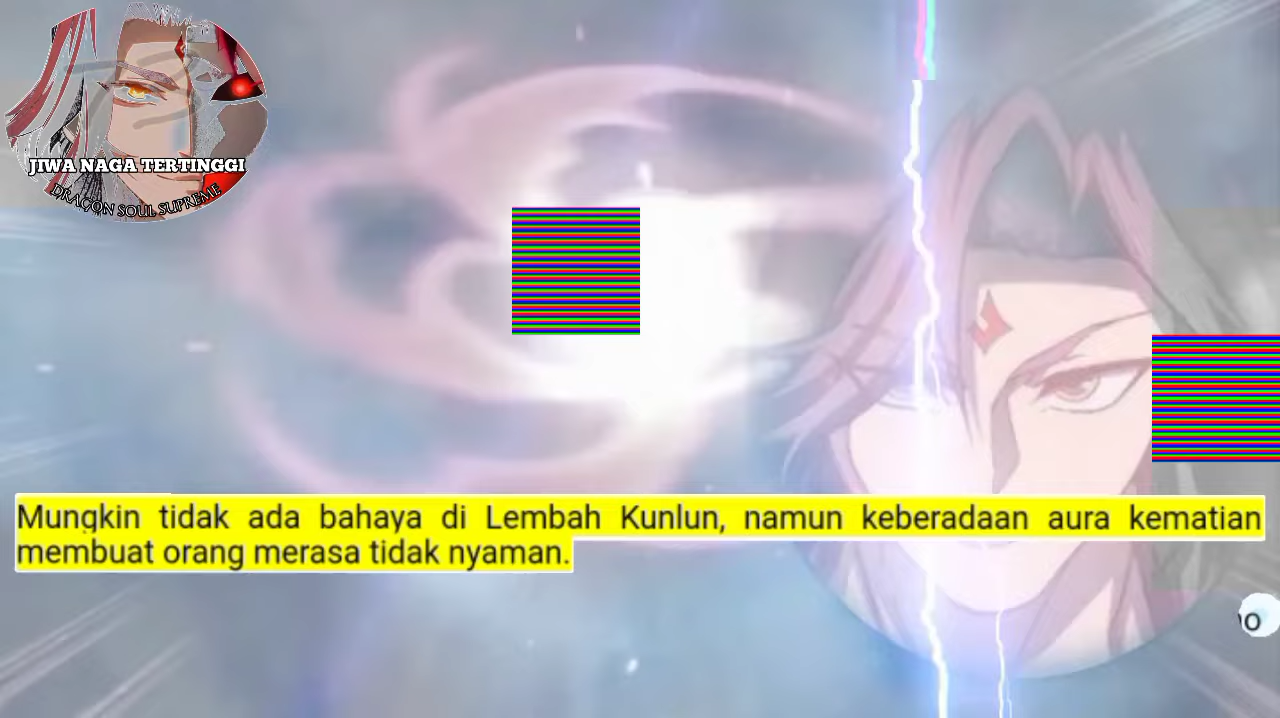 JIWA NAGA TERTINGGI
DRAGON SOUL SUPREME
Mungkin tidak ada bahaya di Lembah Kunlun, namun keberadaan aura kematian
membuat orang merasa tidak nyaman.